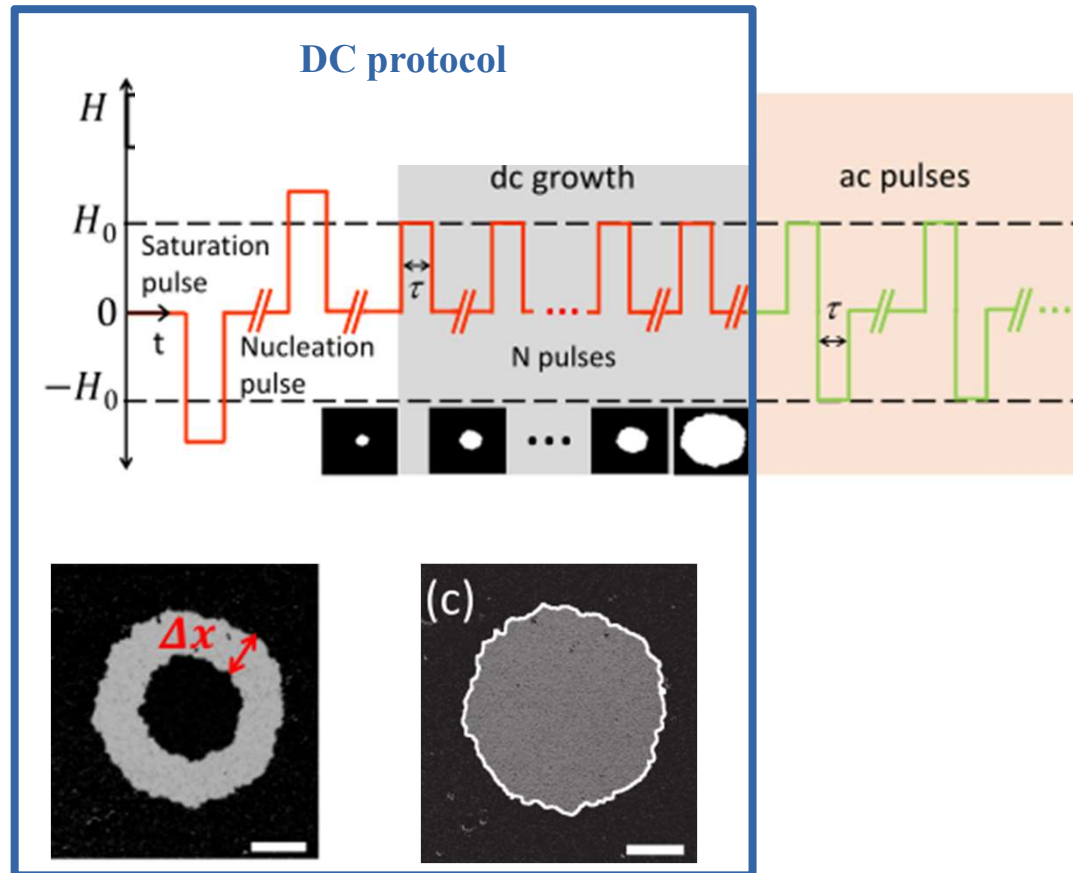 DC protocol
H
dc growth
ac pulses
H₀
Saturation
pulse
τ
τ
0
t
Nucleation
pulse
N pulses
−H₀
Δx
(c)